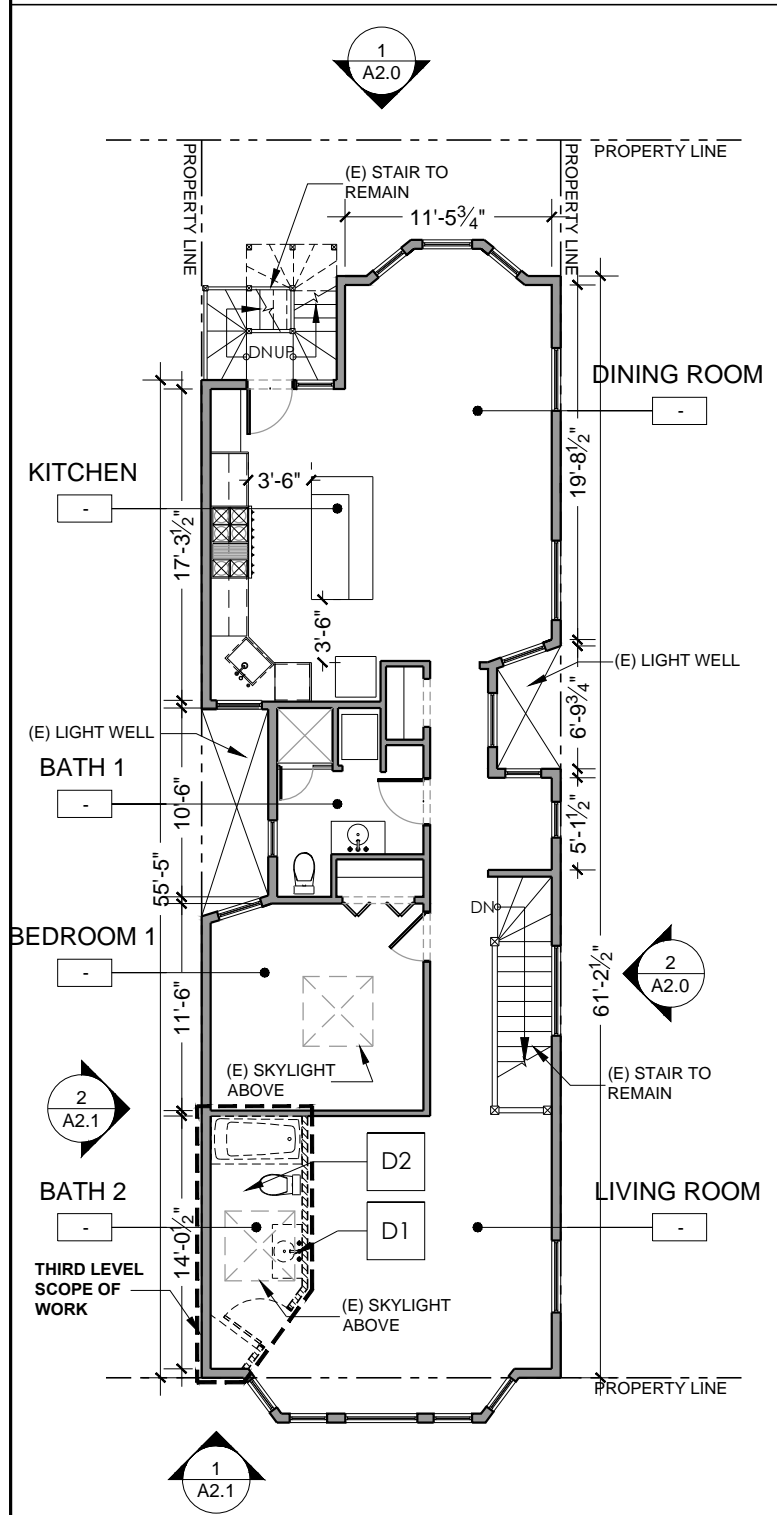 1
A2.0
PROPERTY LINE
PROPERTY LINE
PROPERTY LINE
(E) STAIR TO
REMAIN
11'-5¾"
DN UP
DINING ROOM
-
KITCHEN
-
3'-6"
19'-8½"
17'-3½"
3'-6"
(E) LIGHT WELL
6'-9¾"
(E) LIGHT WELL
BATH 1
-
10'-6"
55'-5"
5'-1½"
DN
BEDROOM 1
-
2
A2.0
61'-2½"
11'-6"
(E) SKYLIGHT
ABOVE
(E) STAIR TO
REMAIN
2
A2.1
D2
BATH 2
-
LIVING ROOM
-
D1
14'-0½"
THIRD LEVEL
SCOPE OF
WORK
(E) SKYLIGHT
ABOVE
PROPERTY LINE
1
A2.1